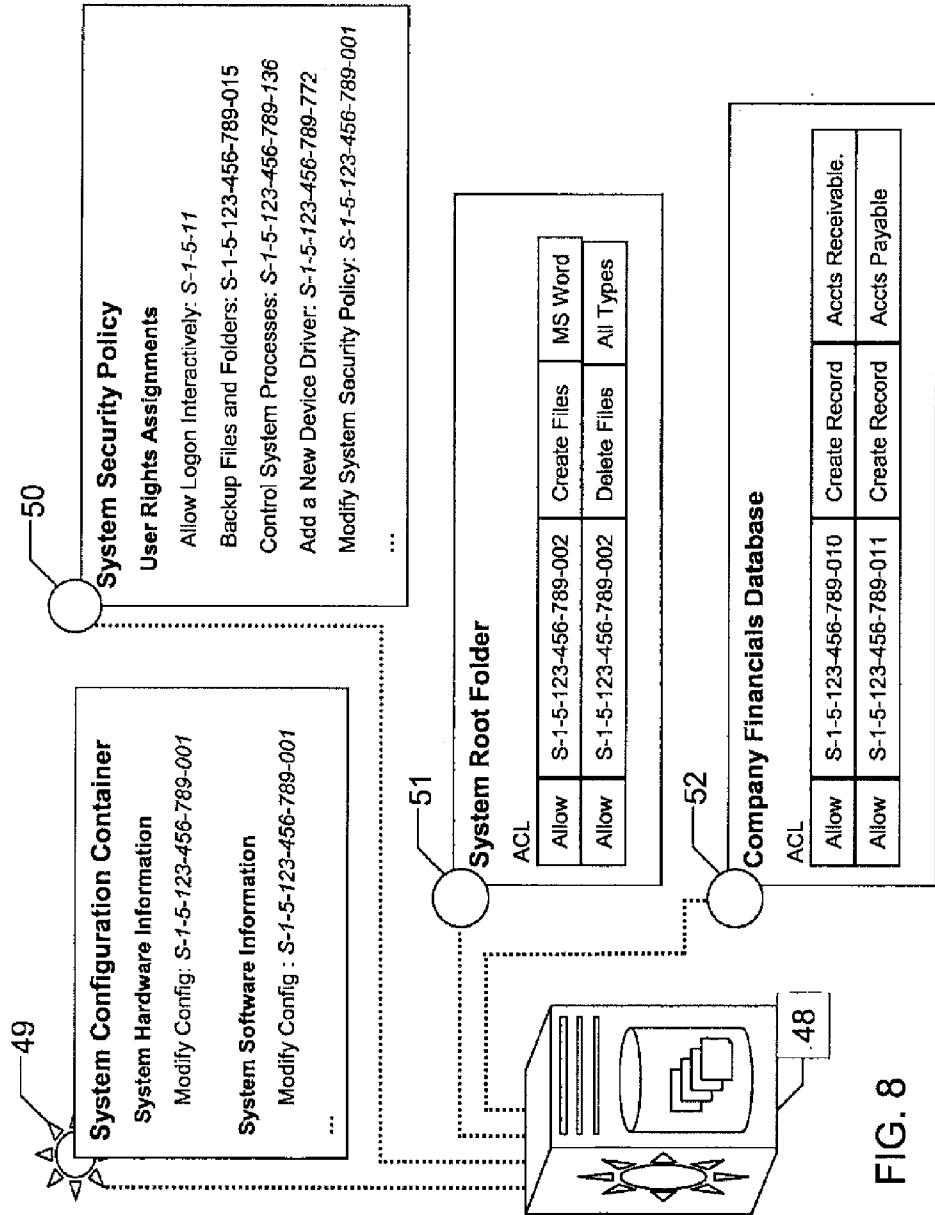 49
System Configuration Container
System Hardware Information
Modify Config: S-1-5-123-456-789-001
System Software Information
Modify Config : S-1-5-123-456-789-001
...
50
System Security Policy
User Rights Assignments
Allow Logon Interactively: S-1-5-11
Backup Files and Folders: S-1-5-123-456-789-015
Control System Processes: S-1-5-123-456-789-136
Add a New Device Driver: S-1-5-123-456-789-772
Modify System Security Policy: S-1-5-123-456-789-001
...
51
System Root Folder
ACL
Allow S-1-5-123-456-789-002 Create Files MS Word
Allow S-1-5-123-456-789-002 Delete Files All Types
52
Company Financials Database
ACL
Allow S-1-5-123-456-789-010 Create Record Accts Receivable.
Allow S-1-5-123-456-789-011 Create Record Accts Payable
48
FIG. 8